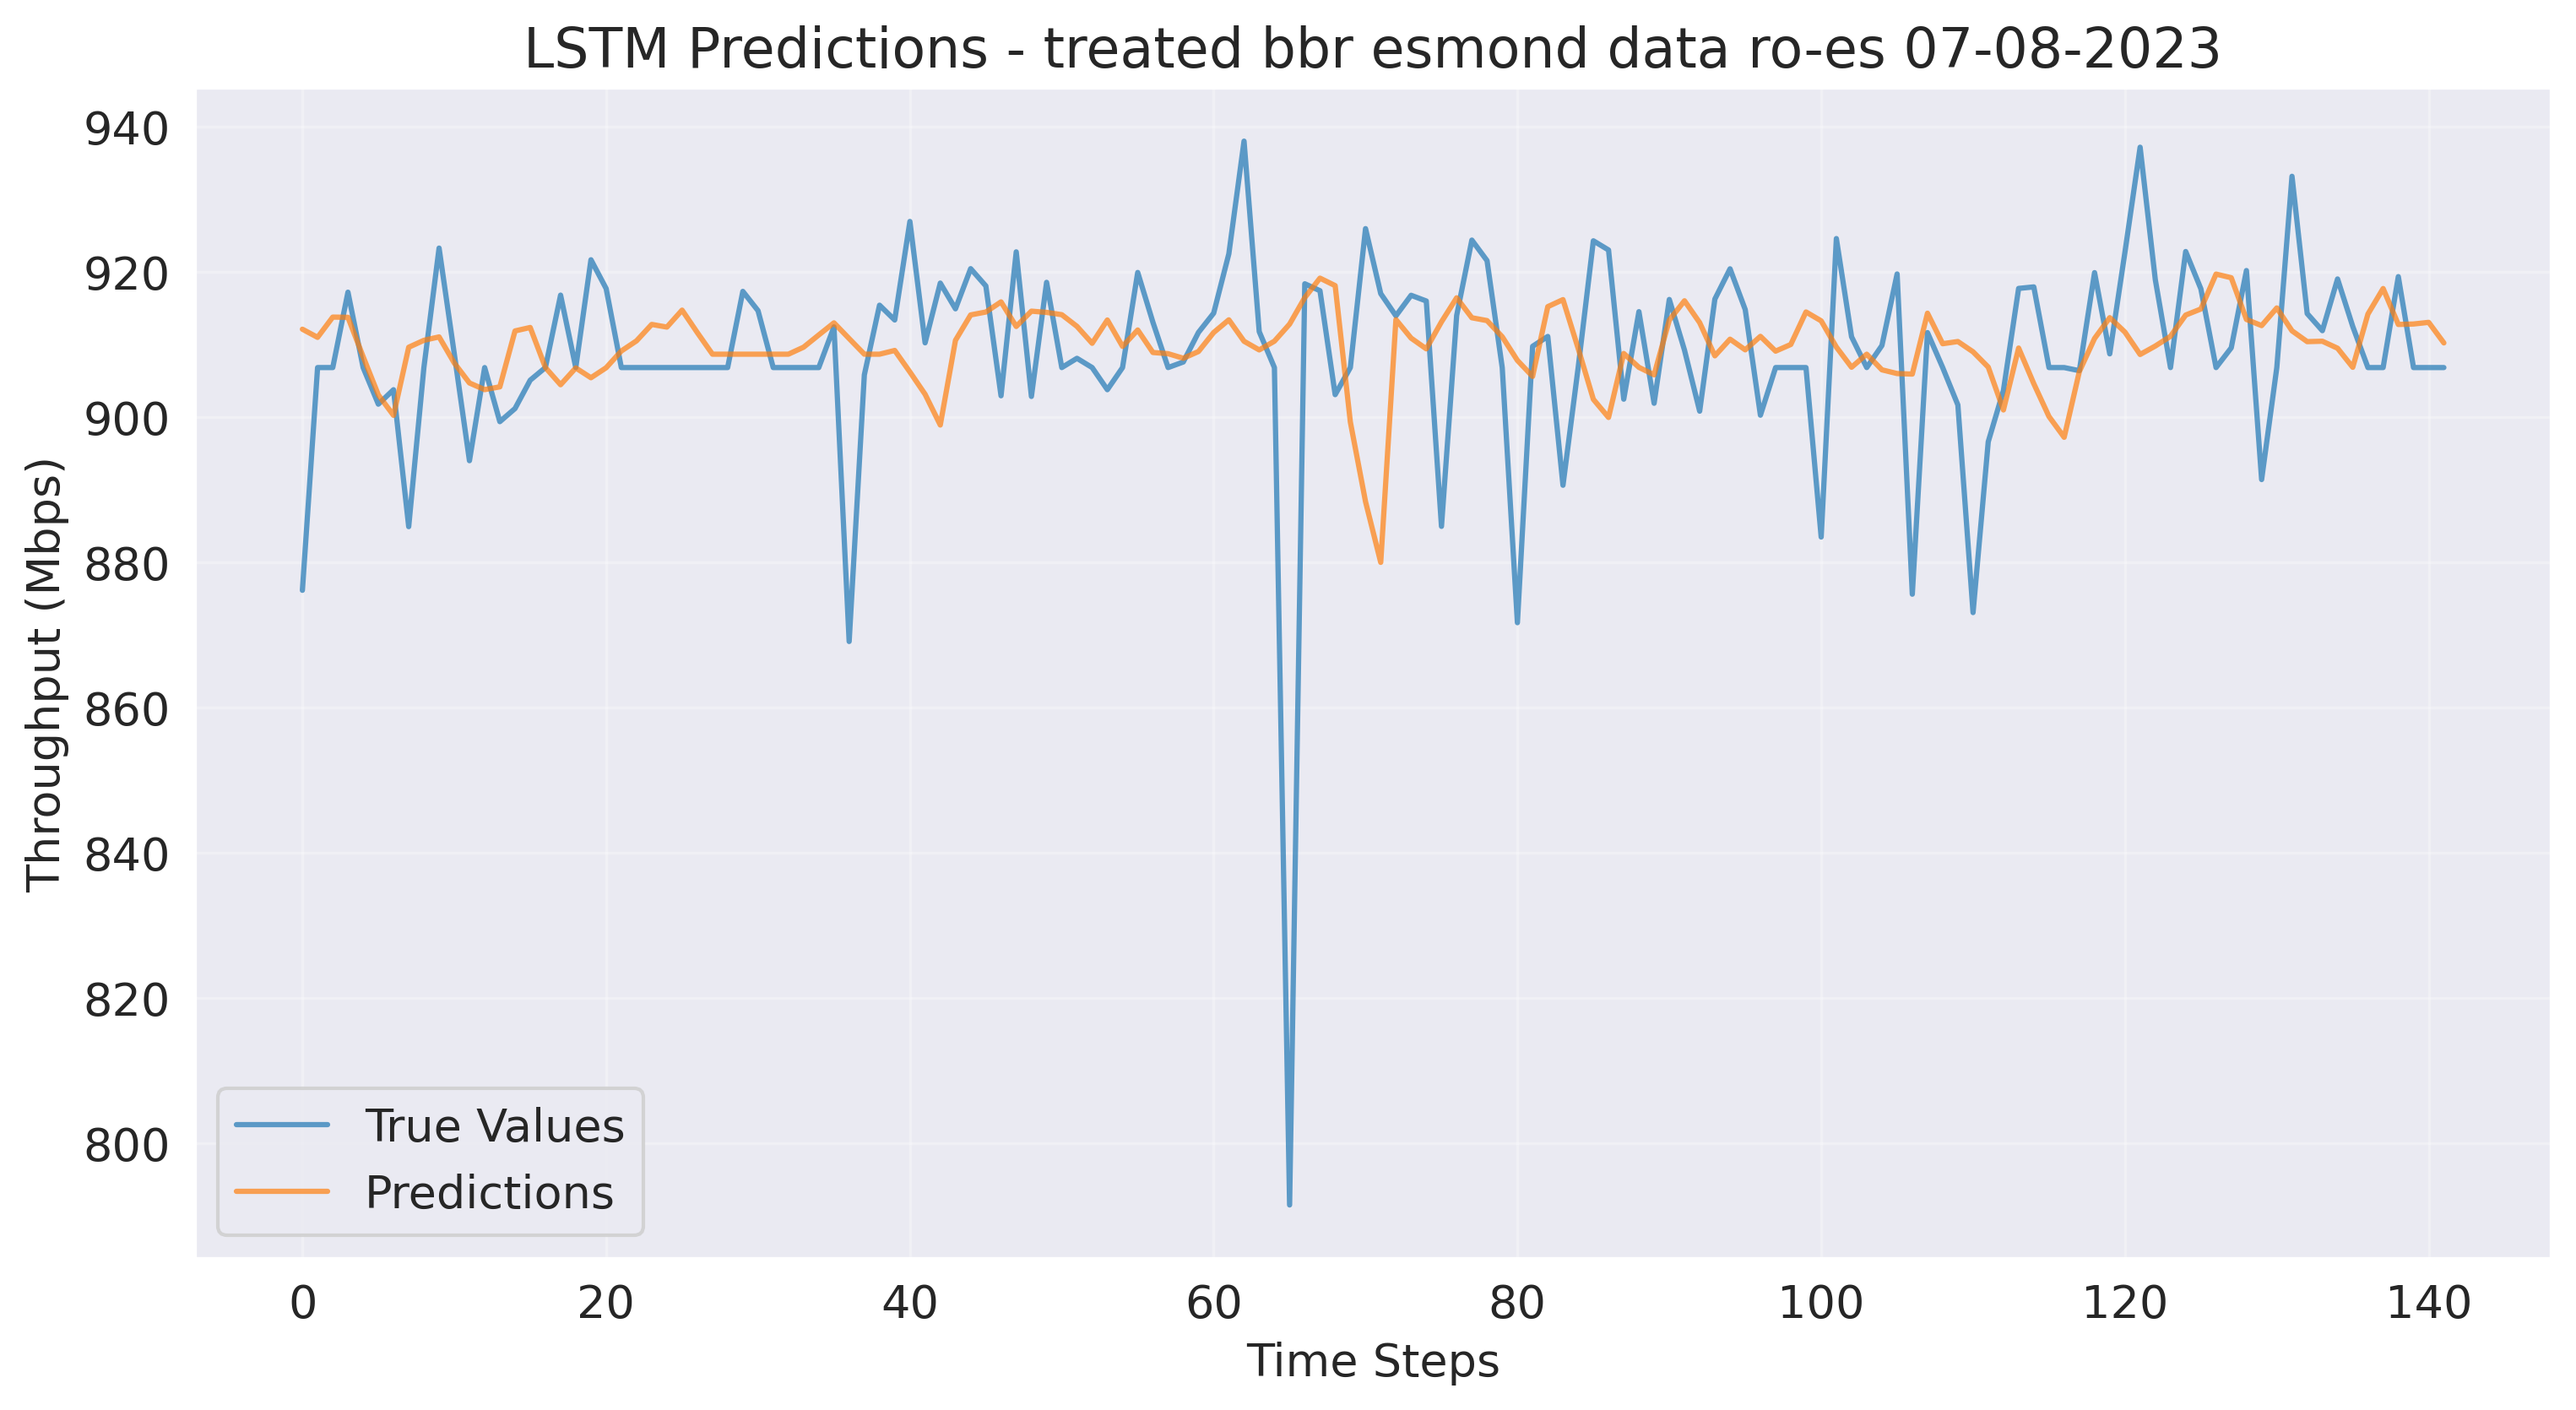 LSTM Predictions - treated bbr esmond data ro-es 07-08-2023
Throughput (Mbps)
940
920
900
880
860
840
820
800
True Values
Predictions
0 20 40 60 80 100 120 140
Time Steps